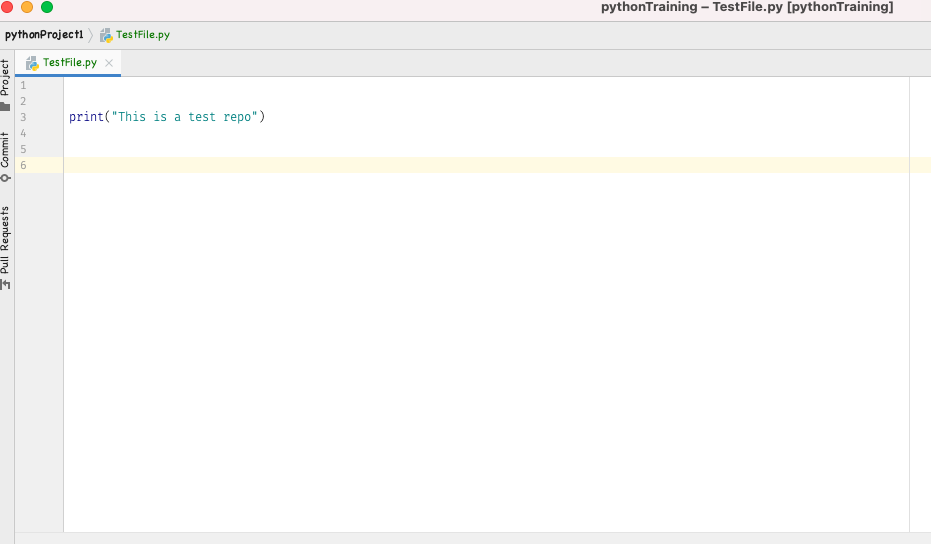 pythonTraining – TestFile.py [pythonTraining]
pythonProject1 〉 TestFile.py
TestFile.py ×
Project
Commit
Pull Requests
1
2
3 print("This is a test repo")
4
5
6